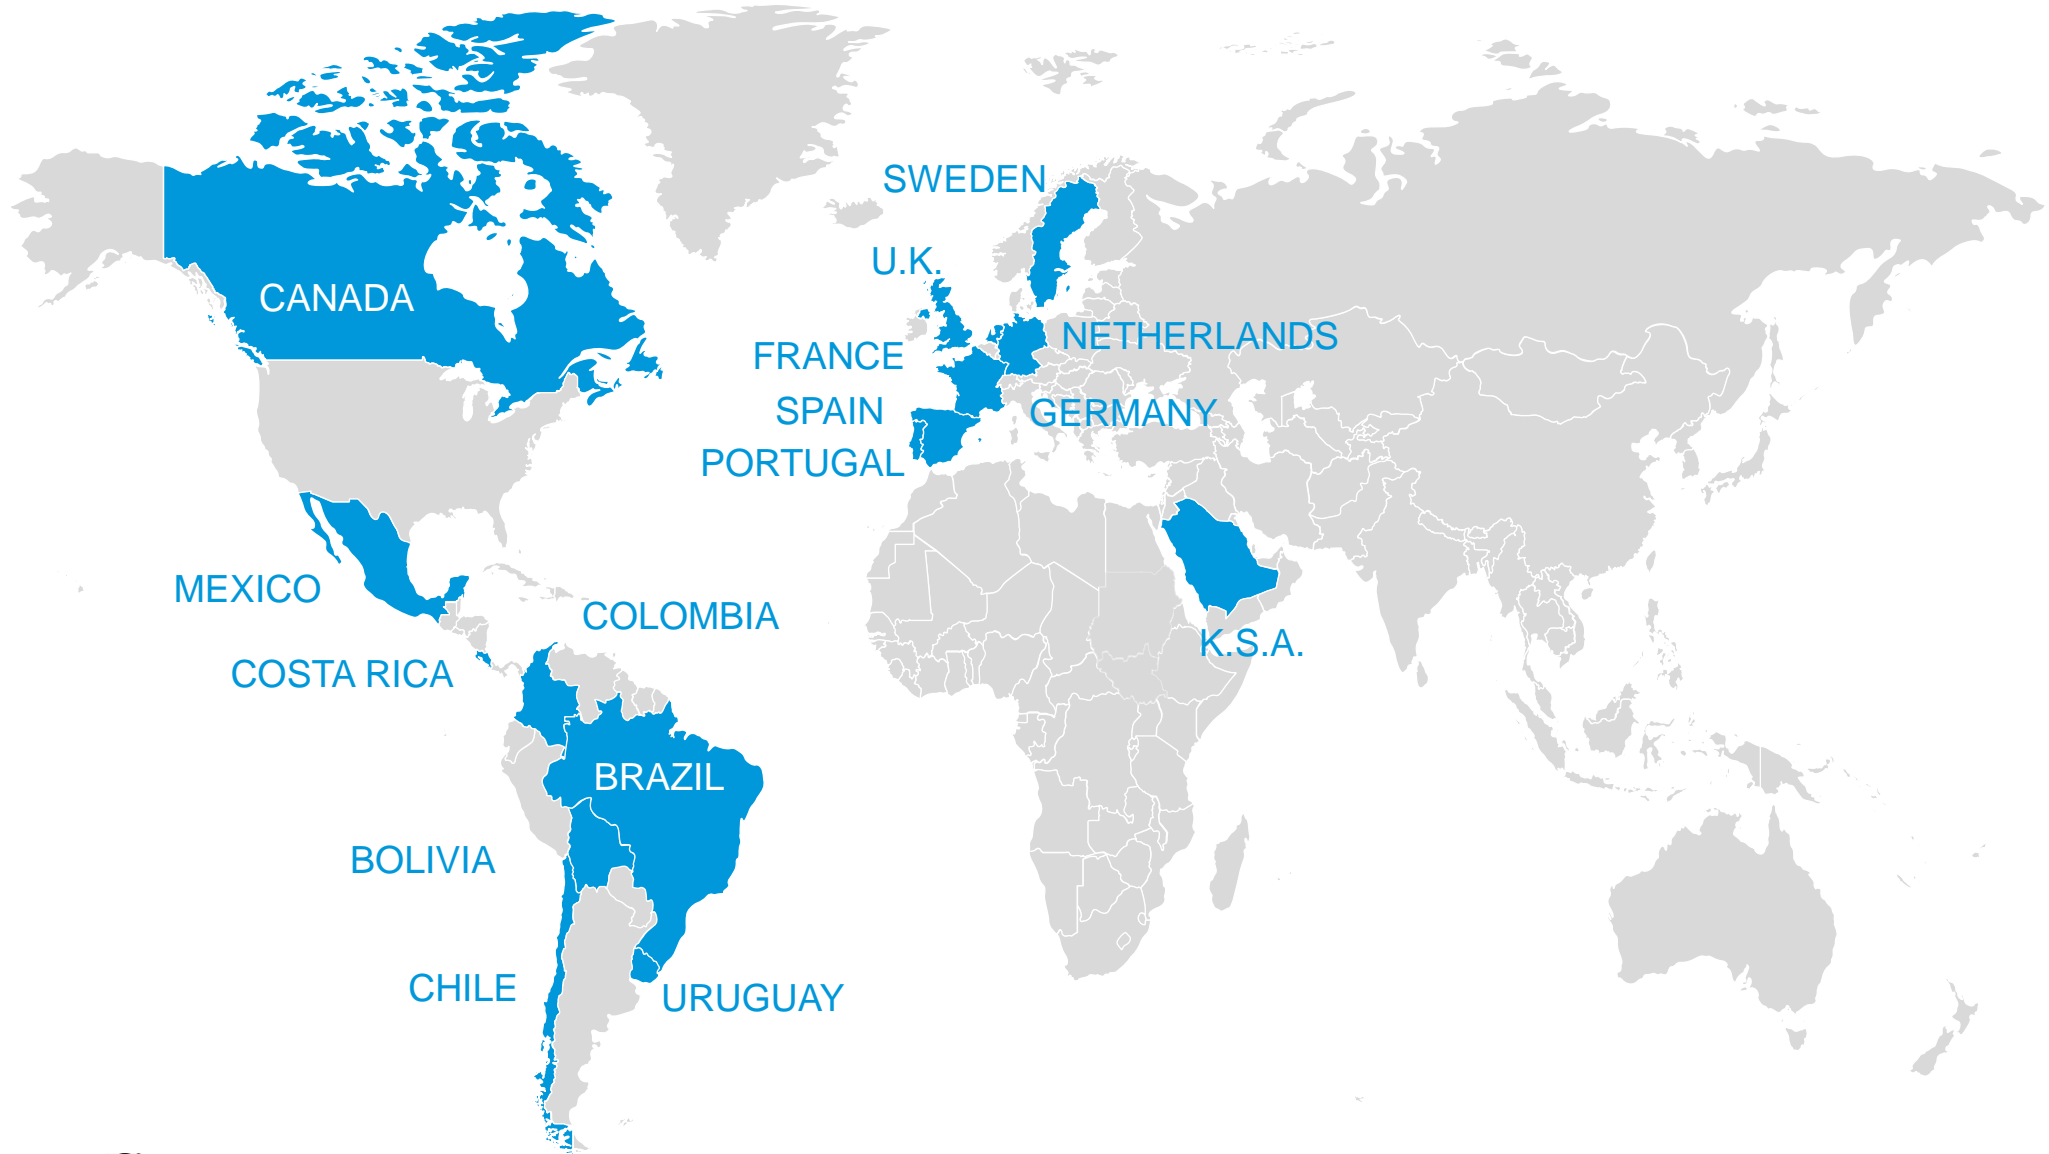 SWEDEN
U.K.
CANADA
NETHERLANDS
FRANCE
SPAIN
GERMANY
PORTUGAL
MEXICO
COLOMBIA
K.S.A.
COSTA RICA
BRAZIL
BOLIVIA
CHILE
URUGUAY